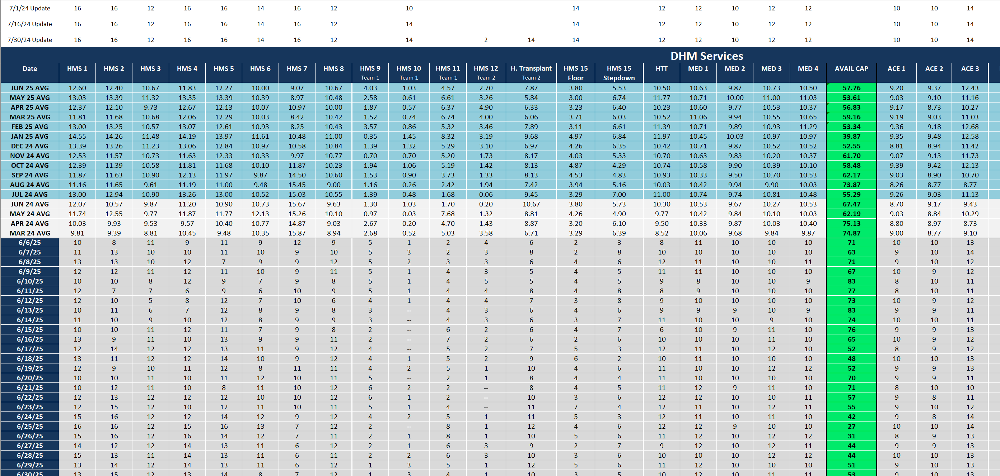 7/1/24 Update 16 16 12 16 16 14 16 12 10 14 12 12 10 12 12 10 10 14
7/16/24 Update 16 16 12 16 16 14 16 12 14 14 12 12 10 12 12 10 10 14
7/30/24 Update 16 16 12 16 16 14 16 12 14 2 14 14 12 12 10 12 12 10 10 14
DHM Services
Date HMS 1 HMS 2 HMS 3 HMS 4 HMS 5 HMS 6 HMS 7 HMS 8 HMS 9 HMS 10 HMS 11 HMS 12 H. Transplant HMS 15 HMS 15 HTT MED 1 MED 2 MED 3 MED 4 AVAIL CAP ACE 1 ACE 2 ACE 3
Team 1 Team 1 Team 1 Team 2 Team 2 Floor Stepdown
JUN 25 AVG 12.60 12.40 10.67 11.83 12.27 10.00 9.07 10.67 4.03 1.03 4.57 2.70 7.87 3.80 5.53 10.50 10.63 9.87 10.73 10.50 57.76 9.20 9.37 12.43
MAY 25 AVG 13.03 13.39 11.32 13.35 13.39 10.39 8.97 10.48 2.58 0.61 6.61 3.26 5.84 3.00 6.74 11.77 10.71 10.00 11.00 11.03 53.61 9.03 9.10 11.16
APR 25 AVG 12.37 12.10 9.73 12.67 12.13 10.07 10.97 10.00 1.87 0.57 6.37 4.90 6.33 3.23 6.40 10.23 10.60 9.77 10.53 10.37 56.83 9.17 8.73 10.27
MAR 25 AVG 11.81 11.68 10.68 12.06 12.29 10.03 8.42 10.42 1.52 0.74 6.74 4.00 6.06 3.71 6.03 10.52 11.06 9.94 10.55 10.65 59.16 9.19 9.03 11.03
FEB 25 AVG 13.00 13.25 10.57 13.07 12.61 10.93 8.25 10.43 3.57 0.86 5.32 3.46 7.89 3.11 6.61 11.39 10.71 9.89 10.93 11.29 53.34 9.36 9.18 12.68
JAN 25 AVG 14.55 14.26 11.48 14.19 13.97 11.61 10.48 11.00 0.35 1.45 8.32 3.19 9.68 4.97 6.84 11.97 10.45 10.03 10.97 10.97 39.87 9.35 9.48 12.58
DEC 24 AVG 13.39 13.26 11.23 13.06 12.84 10.97 10.58 10.84 1.39 1.32 5.29 3.10 6.97 4.26 6.35 10.42 10.71 9.87 10.52 10.52 52.55 8.81 8.94 11.42
NOV 24 AVG 12.53 11.57 10.73 11.63 12.33 10.33 9.97 10.77 0.70 0.70 5.20 1.73 8.17 4.03 5.33 10.70 10.63 9.83 10.20 10.37 61.70 9.07 9.13 11.73
OCT 24 AVG 12.39 11.39 10.58 11.81 11.68 10.10 11.87 10.23 1.94 1.06 5.19 1.42 8.13 4.87 4.29 10.74 10.58 9.90 10.39 10.10 58.48 9.39 9.42 12.13
SEP 24 AVG 11.87 11.63 10.90 12.13 11.97 9.87 14.50 10.60 1.53 0.90 3.73 1.33 8.13 4.53 4.83 10.93 10.33 9.50 10.70 10.53 62.17 9.03 8.90 10.70
AUG 24 AVG 11.16 11.65 9.61 11.19 11.00 9.48 15.45 9.00 1.16 0.26 2.42 1.94 7.42 3.94 5.16 10.03 10.42 9.94 9.90 10.03 73.87 8.26 8.77 8.77
JUL 24 AVG 13.00 12.94 10.90 13.26 13.00 10.52 15.03 10.55 1.39 0.48 1.68 0.06 9.45 3.29 7.00 11.00 10.74 9.74 10.81 10.48 55.29 9.26 9.03 11.13
JUN 24 AVG 12.07 10.57 9.87 11.20 10.90 10.73 15.67 9.63 1.30 1.03 1.70 0.20 10.67 3.80 5.73 10.30 10.53 9.67 10.27 10.53 67.47 8.70 9.17 9.43
MAY 24 AVG 11.74 12.55 9.77 11.87 11.77 12.13 15.26 10.10 0.97 0.03 7.68 1.32 8.81 4.26 4.90 9.77 10.42 9.84 10.10 10.03 62.19 9.03 8.84 10.29
APR 24 AVG 10.03 9.93 9.53 9.57 10.40 10.77 14.87 9.03 2.67 0.20 4.70 1.43 8.87 3.20 6.10 9.50 10.33 9.87 10.03 10.40 75.13 8.80 8.97 8.73
MAR 24 AVG 9.81 9.39 8.81 10.45 9.48 10.35 15.87 8.94 2.68 0.52 5.03 3.58 6.71 3.29 6.39 8.52 10.06 9.68 9.84 9.87 74.87 9.00 8.77 9.10
6/6/25 10 8 11 9 11 9 12 9 5 1 2 4 6 2 3 8 11 10 10 10 71 10 10 13
6/7/25 11 13 10 10 11 10 9 10 5 3 2 3 8 2 8 10 10 10 10 10 63 9 10 14
6/8/25 13 13 10 12 7 9 9 12 5 2 3 3 6 4 6 12 11 10 10 11 71 9 10 12
6/9/25 12 12 11 12 11 10 9 11 5 1 4 3 5 4 5 11 11 10 10 10 67 10 9 12
6/10/25 10 10 8 12 9 7 9 8 5 1 4 5 5 4 5 9 8 10 10 9 83 8 10 11
6/11/25 12 7 7 6 9 6 10 9 5 1 4 4 8 4 8 8 9 10 10 10 77 8 10 11
6/12/25 12 10 5 8 12 7 10 6 4 1 4 4 7 3 8 9 10 10 10 10 73 10 9 12
6/13/25 10 11 6 7 12 8 9 8 3 -- 4 3 6 4 6 9 9 9 10 9 83 9 9 11
6/14/25 11 10 9 10 12 8 9 9 3 -- 4 3 6 3 7 11 10 10 9 10 74 10 10 11
6/15/25 10 10 11 12 11 7 9 8 2 -- 6 2 6 4 7 6 10 9 11 10 76 9 9 13
6/16/25 13 9 11 10 13 9 9 11 2 -- 7 2 6 2 6 10 10 10 11 10 65 10 9 12
6/17/25 12 14 12 12 13 11 9 12 4 -- 5 2 7 5 3 12 11 10 12 10 52 8 9 12
6/18/25 13 11 12 12 14 10 9 12 4 1 5 2 9 6 2 10 11 10 10 10 48 10 10 13
6/19/25 12 9 10 11 12 8 11 11 4 2 5 1 10 4 6 11 10 10 12 12 52 9 9 13
6/20/25 10 10 11 10 11 12 10 11 5 -- 2 1 8 4 4 11 10 10 10 10 70 9 9 11
6/21/25 10 12 11 10 8 11 10 12 6 2 2 -- 8 4 5 11 12 9 11 10 71 8 10 10
6/22/25 12 13 12 12 12 10 10 12 6 1 2 -- 10 3 6 12 12 10 10 11 57 9 8 11
6/23/25 12 15 12 10 12 11 10 11 5 1 4 -- 11 7 4 12 11 10 12 11 55 9 10 12
6/24/25 15 16 12 12 14 12 9 12 4 2 5 1 11 5 3 12 11 10 11 10 42 9 8 14
6/25/25 16 16 12 15 16 13 7 12 2 -- 8 1 12 4 6 12 12 9 10 10 27 10 10 14
6/26/25 15 16 12 16 14 12 7 11 2 1 8 1 10 5 6 11 12 10 12 12 31 8 9 13
6/27/25 14 12 12 14 13 11 6 12 2 1 6 3 9 2 7 9 12 10 12 11 44 9 9 13
6/28/25 15 13 11 14 13 11 6 11 2 2 6 3 10 3 6 10 10 10 12 12 44 10 10 13
6/29/25 13 14 12 14 13 11 6 12 1 3 5 1 12 5 6 11 12 10 10 10 51 9 10 13
6/30/25 13 15 12 13 14 8 7 12 1 3 4 1 10 3 5 10 12 10 11 11 53 9 10 13